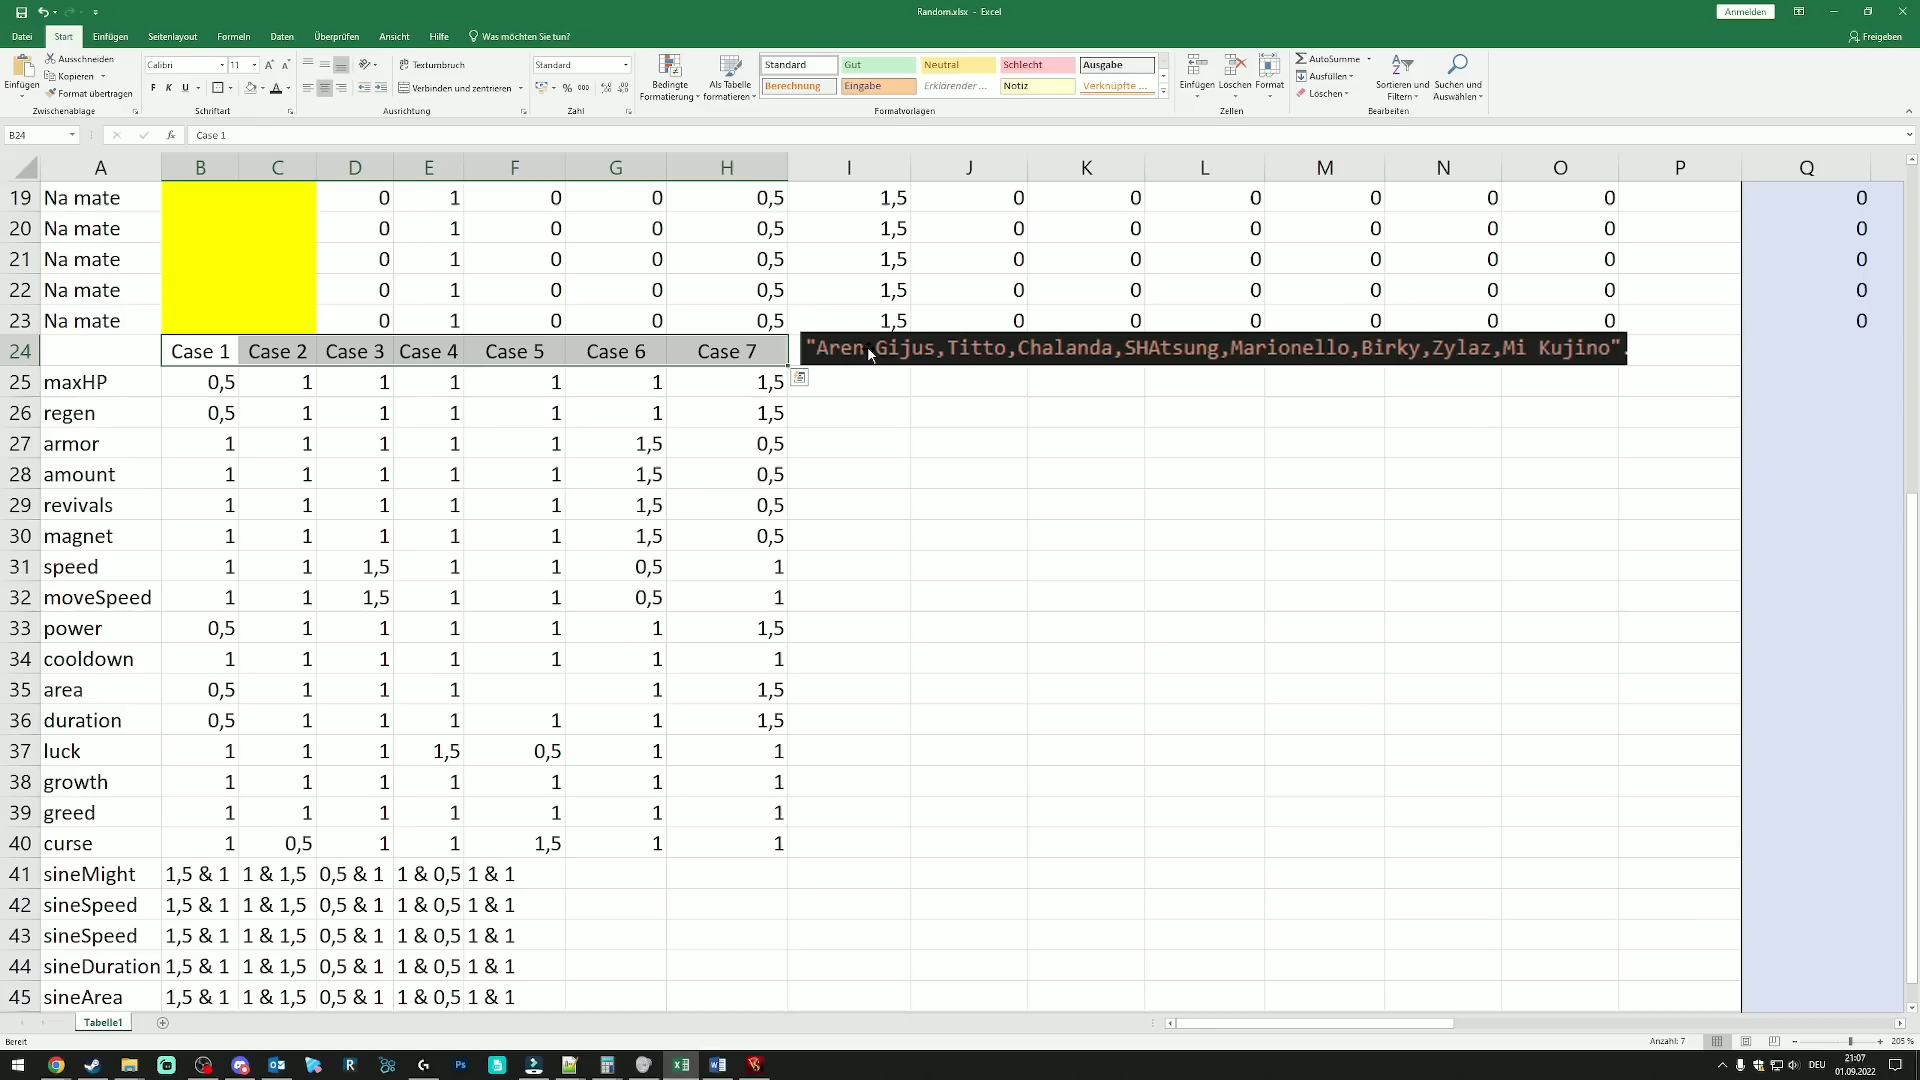 Random.xlsx - Excel
Anmelden
Datei Start Einfügen Seitenlayout Formeln Daten Überprüfen Ansicht Hilfe Was möchten Sie tun? Freigeben
Einfügen
Ausschneiden
Kopieren
Format übertragen
Zwischenablage
Calibri 11
F K U
Schriftart
Textumbruch
Verbinden und zentrieren
Ausrichtung
Standard
% 000
Zahl
Bedingte Formatierung
Als Tabelle formatieren
Standard Gut Neutral Schlecht Ausgabe
Berechnung Eingabe Erklärender ... Notiz Verknüpfte ...
Formatvorlagen
Einfügen Löschen Format
Zellen
AutoSumme
Ausfüllen
Löschen
Sortieren und Filtern
Suchen und Auswählen
Bearbeiten
B24 fx Case 1
A B C D E F G H I J K L M N O P Q
19 Na mate 0 1 0 0 0,5 1,5 0 0 0 0 0 0 0
20 Na mate 0 1 0 0 0,5 1,5 0 0 0 0 0 0 0
21 Na mate 0 1 0 0 0,5 1,5 0 0 0 0 0 0 0
22 Na mate 0 1 0 0 0,5 1,5 0 0 0 0 0 0 0
23 Na mate 0 1 0 0 0,5 1,5 0 0 0 0 0 0 0
24 Case 1 Case 2 Case 3 Case 4 Case 5 Case 6 Case 7 "Aren,Gijus,Titto,Chalanda,SHAtsung,Marionello,Birky,Zylaz,Mi Kujino".
25 maxHP 0,5 1 1 1 1 1 1,5
26 regen 0,5 1 1 1 1 1 1,5
27 armor 1 1 1 1 1 1,5 0,5
28 amount 1 1 1 1 1 1,5 0,5
29 revivals 1 1 1 1 1 1,5 0,5
30 magnet 1 1 1 1 1 1,5 0,5
31 speed 1 1 1,5 1 1 0,5 1
32 moveSpeed 1 1 1,5 1 1 0,5 1
33 power 0,5 1 1 1 1 1 1,5
34 cooldown 1 1 1 1 1 1 1
35 area 0,5 1 1 1 1 1,5
36 duration 0,5 1 1 1 1 1 1,5
37 luck 1 1 1 1,5 0,5 1 1
38 growth 1 1 1 1 1 1 1
39 greed 1 1 1 1 1 1 1
40 curse 1 0,5 1 1 1,5 1 1
41 sineMight 1,5 & 1 1 & 1,5 0,5 & 1 1 & 0,5 1 & 1
42 sineSpeed 1,5 & 1 1 & 1,5 0,5 & 1 1 & 0,5 1 & 1
43 sineSpeed 1,5 & 1 1 & 1,5 0,5 & 1 1 & 0,5 1 & 1
44 sineDuration 1,5 & 1 1 & 1,5 0,5 & 1 1 & 0,5 1 & 1
45 sineArea 1,5 & 1 1 & 1,5 0,5 & 1 1 & 0,5 1 & 1
Tabelle1
Bereit Anzahl: 7 205 %
DEU 21:07
01.09.2022